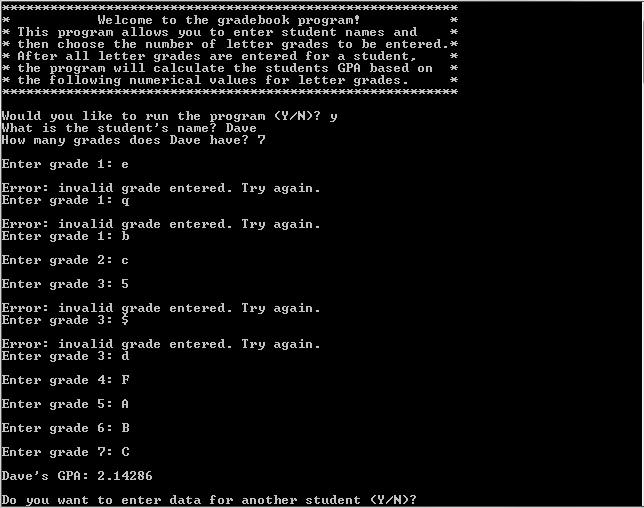 *********************************************************
*           Welcome to the gradebook program!           *
* This program allows you to enter student names and    *
* then choose the number of letter grades to be entered.*
* After all letter grades are entered for a student,    *
* the program will calculate the students GPA based on  *
* the following numerical values for letter grades.     *
*********************************************************
Would you like to run the program (Y/N)? y
What is the student's name? Dave
How many grades does Dave have? 7
Enter grade 1: e
Error: invalid grade entered. Try again.
Enter grade 1: q
Error: invalid grade entered. Try again.
Enter grade 1: b
Enter grade 2: c
Enter grade 3: 5
Error: invalid grade entered. Try again.
Enter grade 3: $
Error: invalid grade entered. Try again.
Enter grade 3: d
Enter grade 4: F
Enter grade 5: A
Enter grade 6: B
Enter grade 7: C
Dave's GPA: 2.14286
Do you want to enter data for another student (Y/N)?